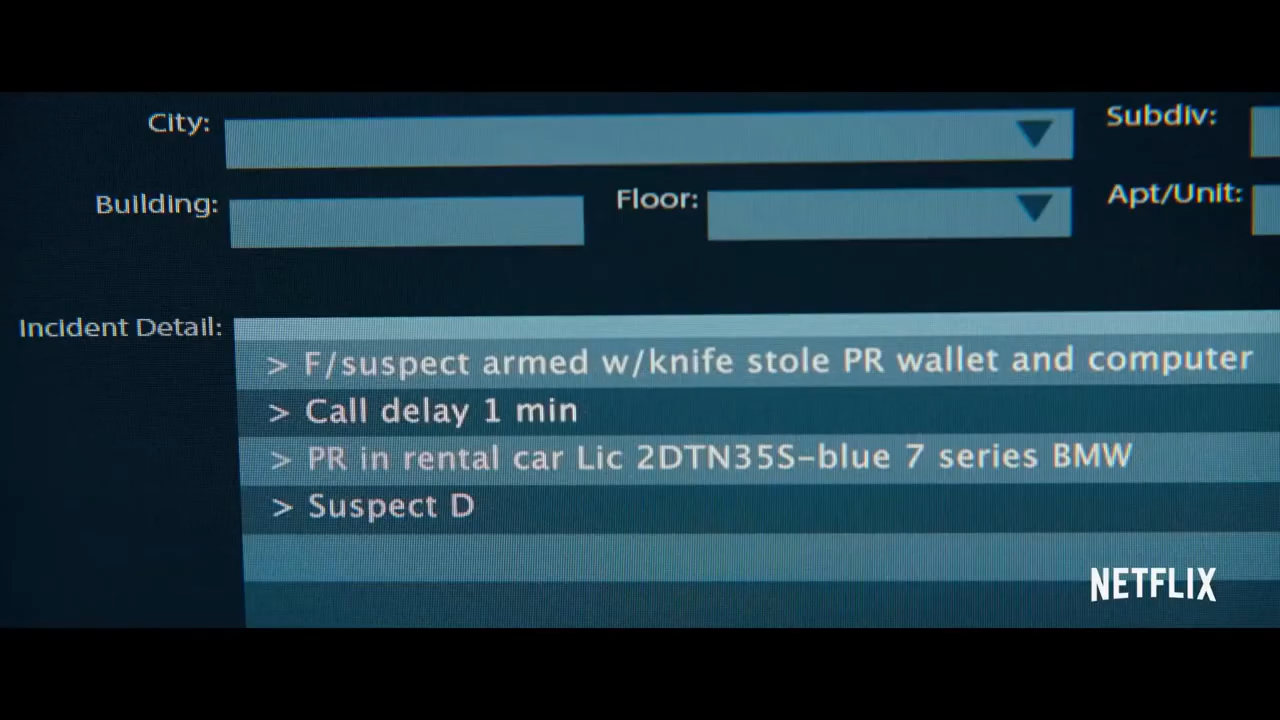 City:
Subdiv:
Building:
Floor:
Apt/Unit:
Incident Detail:
> F/suspect armed w/knife stole PR wallet and computer
> Call delay 1 min
> PR in rental car Lic 2DTN35S-blue 7 series BMW
> Suspect D
NETFLIX